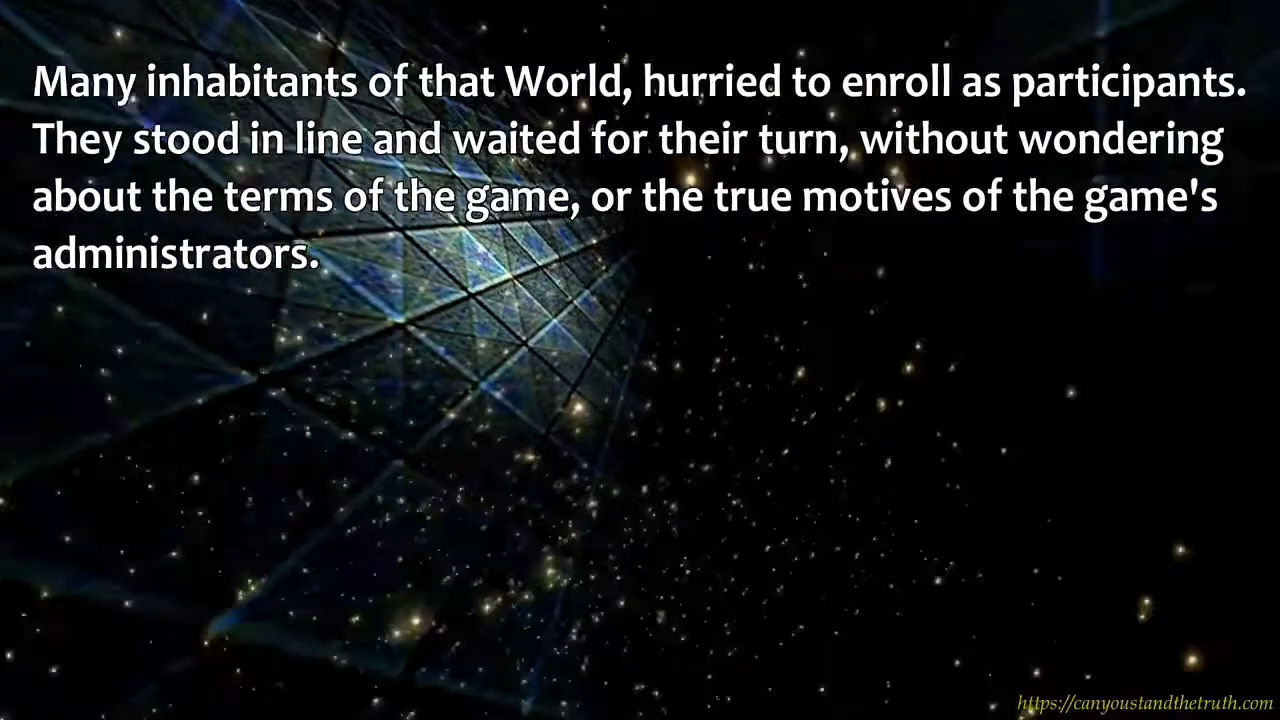 Many inhabitants of that World, hurried to enroll as participants.
They stood in line and waited for their turn, without wondering
about the terms of the game, or the true motives of the game's
administrators.
https://canyoustandthetruth.com